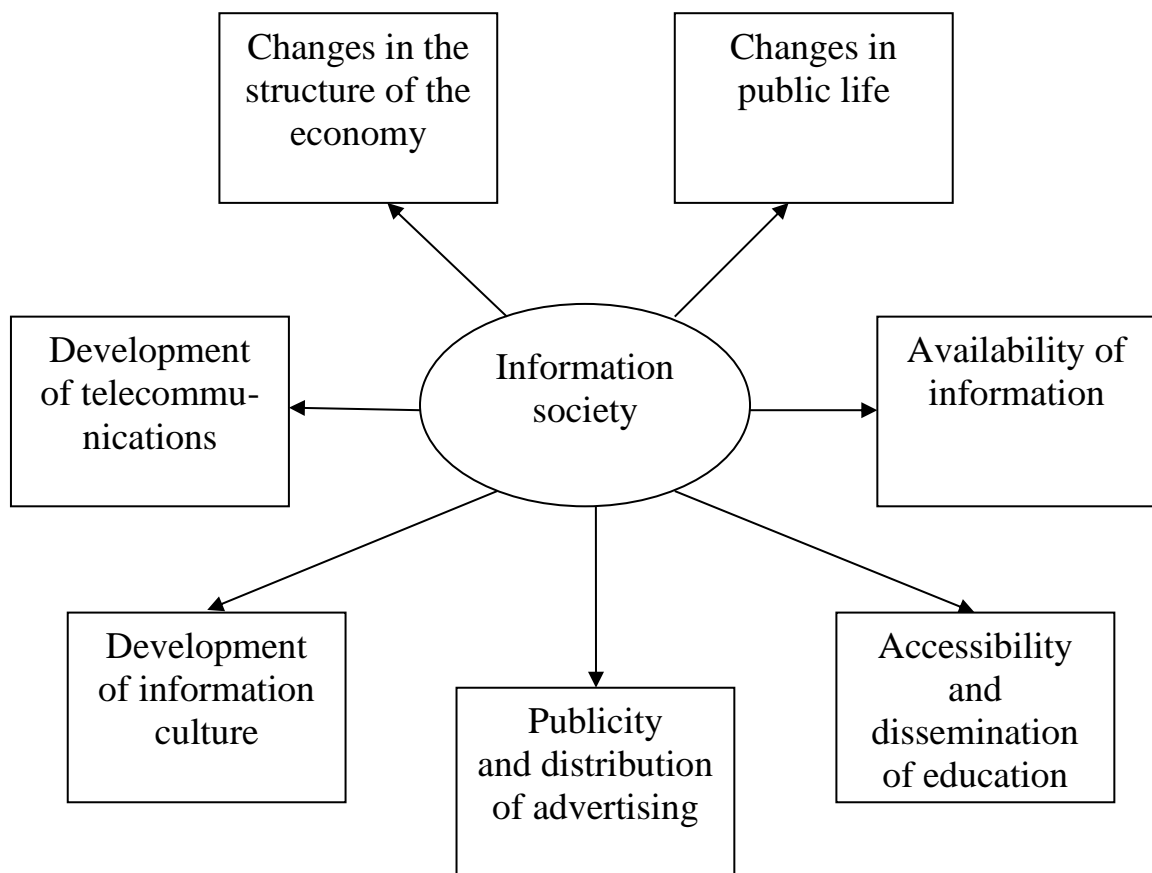 Changes in the
structure of the
economy
Changes in
public life
Development
of telecommu-
nications
Information
society
Availability of
information
Development
of information
culture
Publicity
and distribution
of advertising
Accessibility
and
dissemination
of education